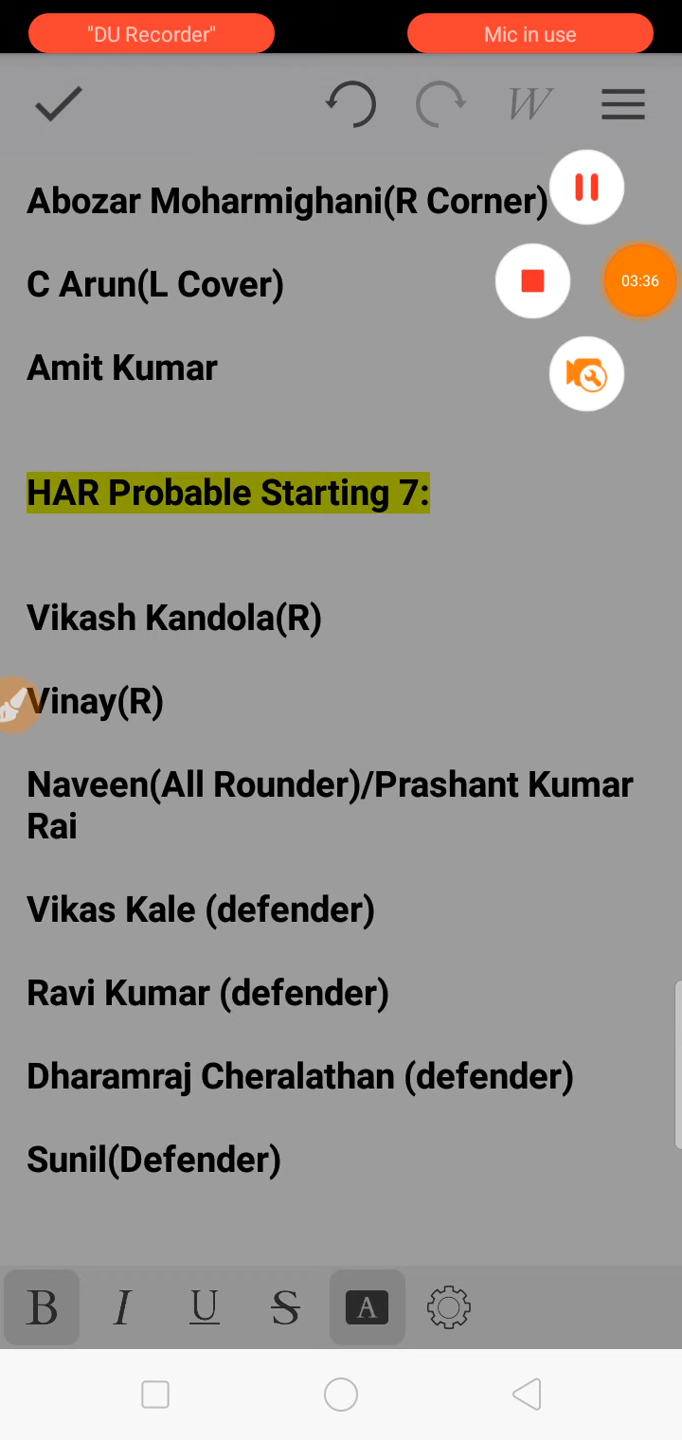 "DU Recorder" Mic in use
W
Abozar Moharmighani(R Corner)
03:36
C Arun(L Cover)
Amit Kumar
HAR Probable Starting 7:
Vikash Kandola(R)
Vinay(R)
Naveen(All Rounder)/Prashant Kumar
Rai
Vikas Kale (defender)
Ravi Kumar (defender)
Dharamraj Cheralathan (defender)
Sunil(Defender)
B I U S A